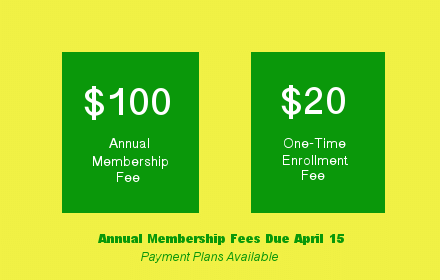 $100
Annual
Membership
Fee
$20
One-Time
Enrollment
Fee
Annual Membership Fees Due April 15
Payment Plans Available